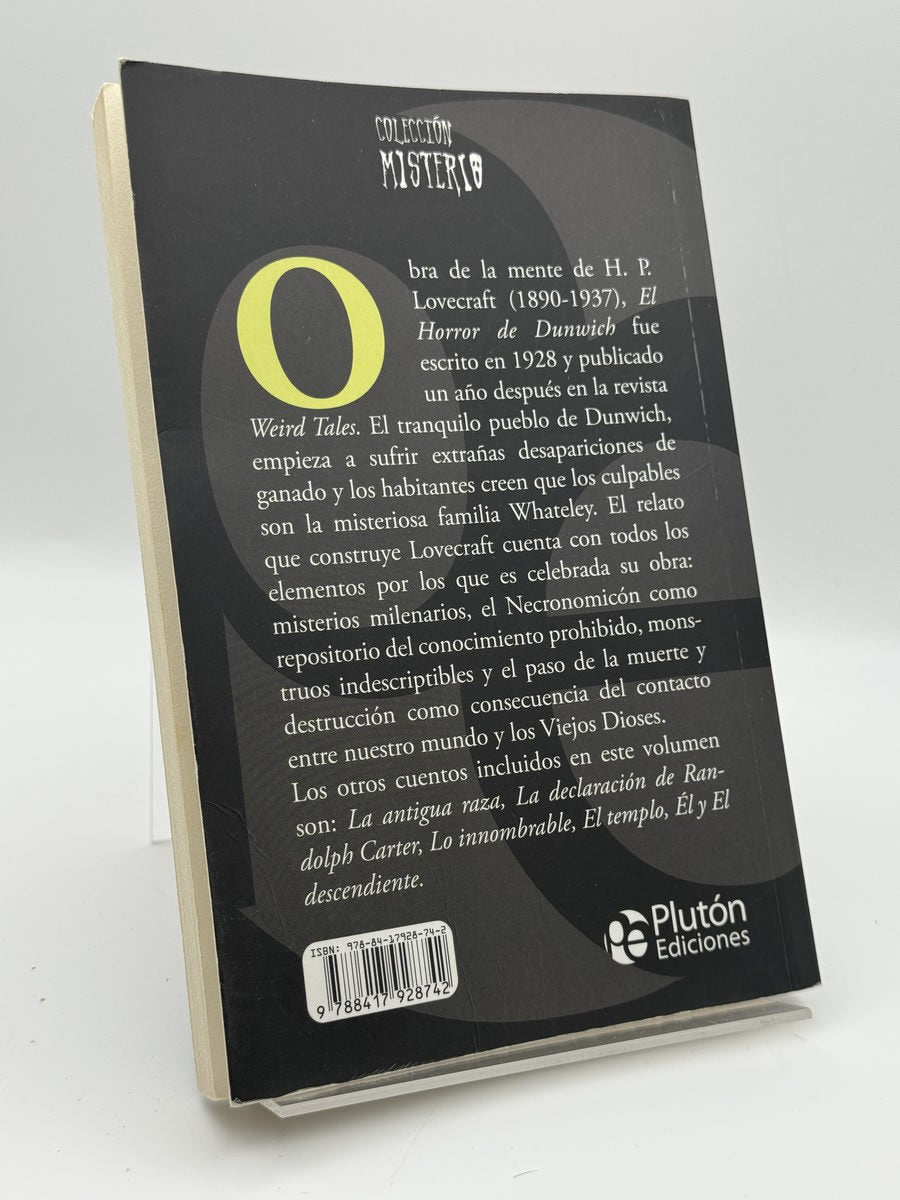 COLECCIÓN
MISTERIO
Obra de la mente de H. P.
Lovecraft (1890-1937), El
Horror de Dunwich fue
escrito en 1928 y publicado
un año después en la revista
Weird Tales. El tranquilo pueblo de Dunwich,
empieza a sufrir extrañas desapariciones de
ganado y los habitantes creen que los culpables
son la misteriosa familia Whateley. El relato
que construye Lovecraft cuenta con todos los
elementos por los que es celebrada su obra:
misterios milenarios, el Necronomicón como
repositorio del conocimiento prohibido, mons-
truos indescriptibles y el paso de la muerte y
destrucción como consecuencia del contacto
entre nuestro mundo y los Viejos Dioses.
Los otros cuentos incluidos en este volumen
son: La antigua raza, La declaración de Ran-
dolph Carter, Lo innombrable, El templo, Él y El
descendiente.
ISBN: 978-84-17928-74-2
9 788417 928742
Plutón
Ediciones